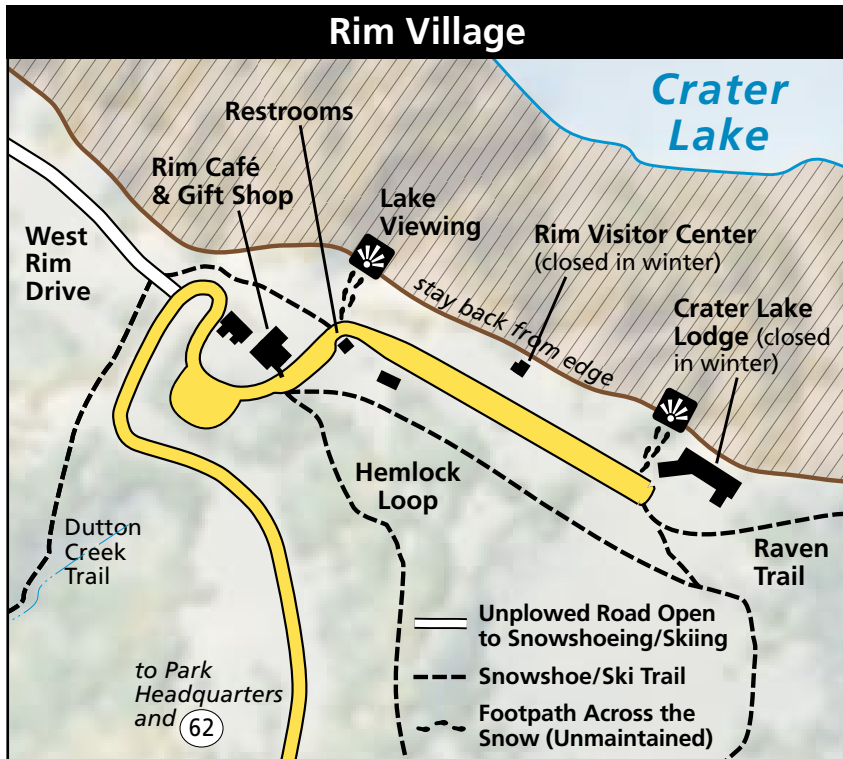 Rim Village
Crater
Lake
Restrooms
Rim Café
& Gift Shop
Lake
Viewing
Rim Visitor Center
(closed in winter)
West
Rim
Drive
stay back from edge
Crater Lake
Lodge (closed
in winter)
Hemlock
Loop
Dutton
Creek
Trail
Raven
Trail
to Park
Headquarters
and 62
Unplowed Road Open
to Snowshoeing/Skiing
Snowshoe/Ski Trail
Footpath Across the
Snow (Unmaintained)